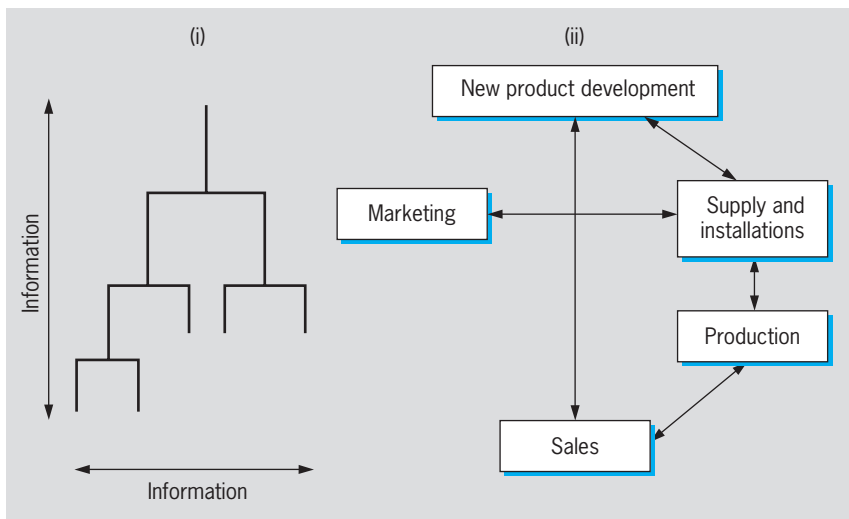 (i)
(ii)
New product development
Marketing
Supply and
installations
Information
Production
Sales
Information